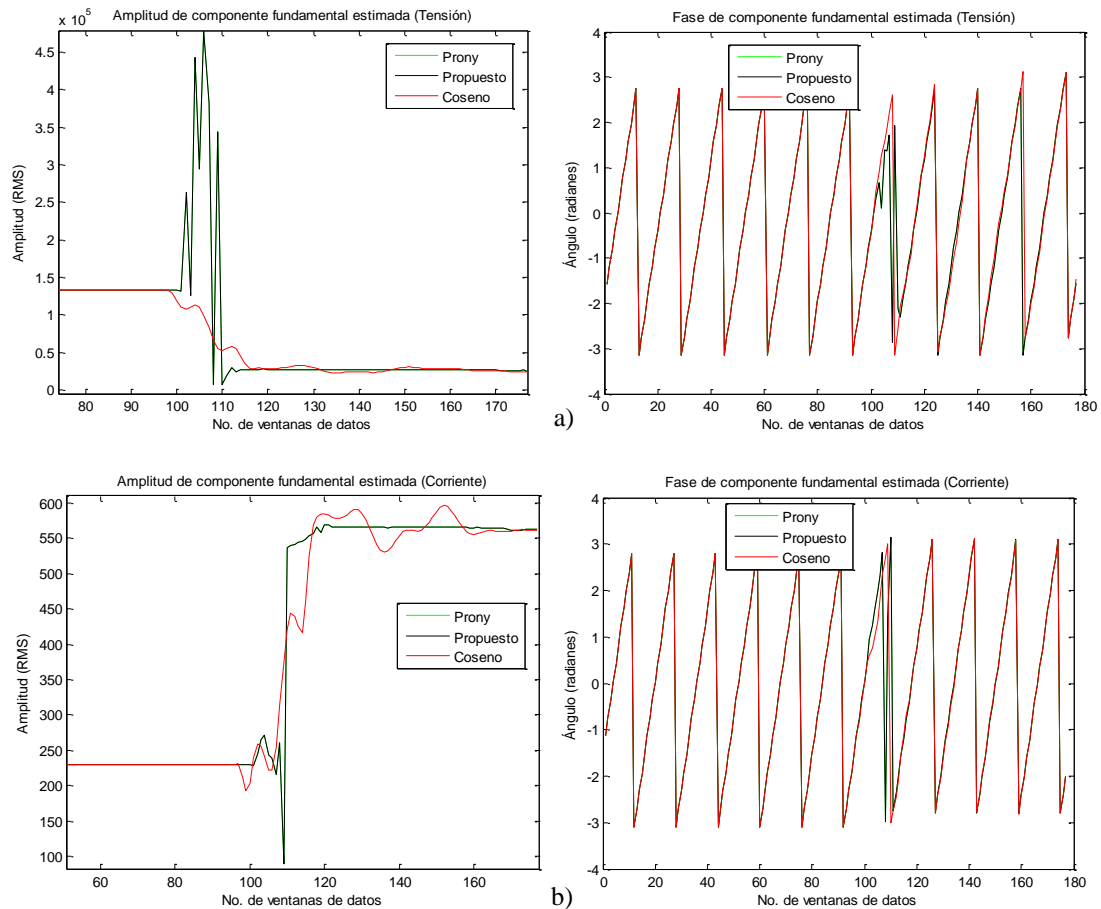 Amplitud de componente fundamental estimada (Tensión)
x 10^5
4.5
4
3.5
3
2.5
2
1.5
1
0.5
0
Amplitud (RMS)
Prony
Propuesto
Coseno
80 90 100 110 120 130 140 150 160 170
No. de ventanas de datos
a)
Fase de componente fundamental estimada (Tensión)
4
3
2
1
0
-1
-2
-3
-4
Ángulo (radianes)
Prony
Propuesto
Coseno
0 20 40 60 80 100 120 140 160 180
No. de ventanas de datos
Amplitud de componente fundamental estimada (Corriente)
600
550
500
450
400
350
300
250
200
150
100
Amplitud (RMS)
Prony
Propuesto
Coseno
60 80 100 120 140 160
No. de ventanas de datos
b)
Fase de componente fundamental estimada (Corriente)
4
3
2
1
0
-1
-2
-3
-4
Ángulo (radianes)
Prony
Propuesto
Coseno
0 20 40 60 80 100 120 140 160 180
No. de ventanas de datos